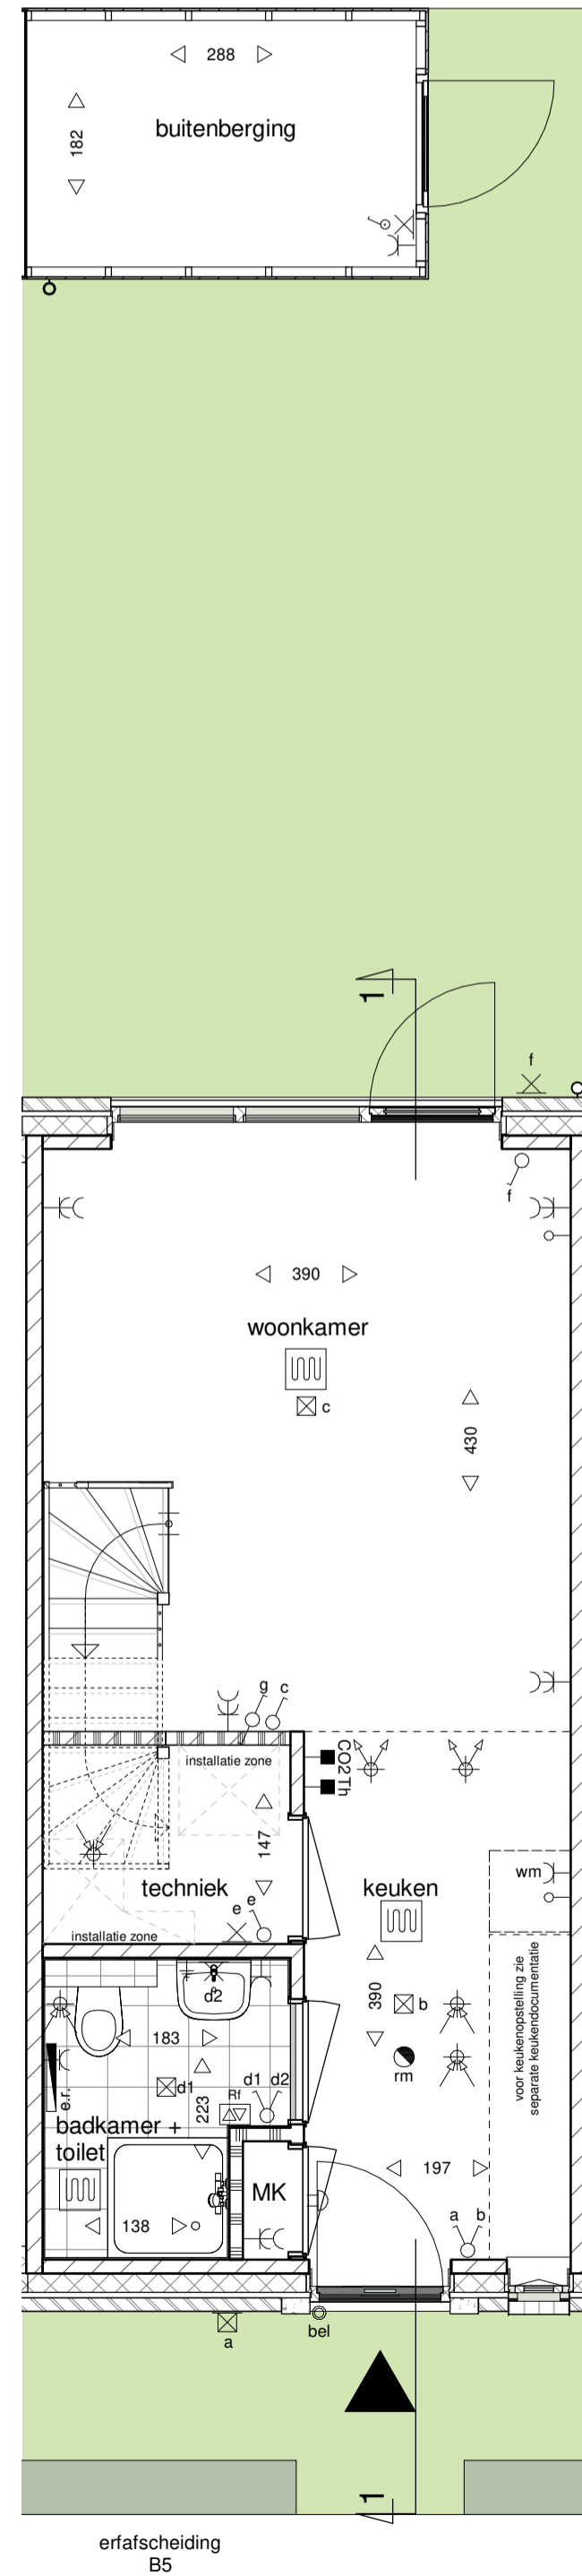 288
182
buitenberging
1
f
f
390
woonkamer
c
430
g c
installatie zone
CO2
Th
147
techniek
keuken
wm
e e
installatie zone
d2
390
b
voor keukenopstelling zie
separate keukendocumentatie
183
d1
d1 d2
rm
e.r.
223
Rf
badkamer +
toilet
197
MK
138
a b
a
bel
1
erfafscheiding
B5